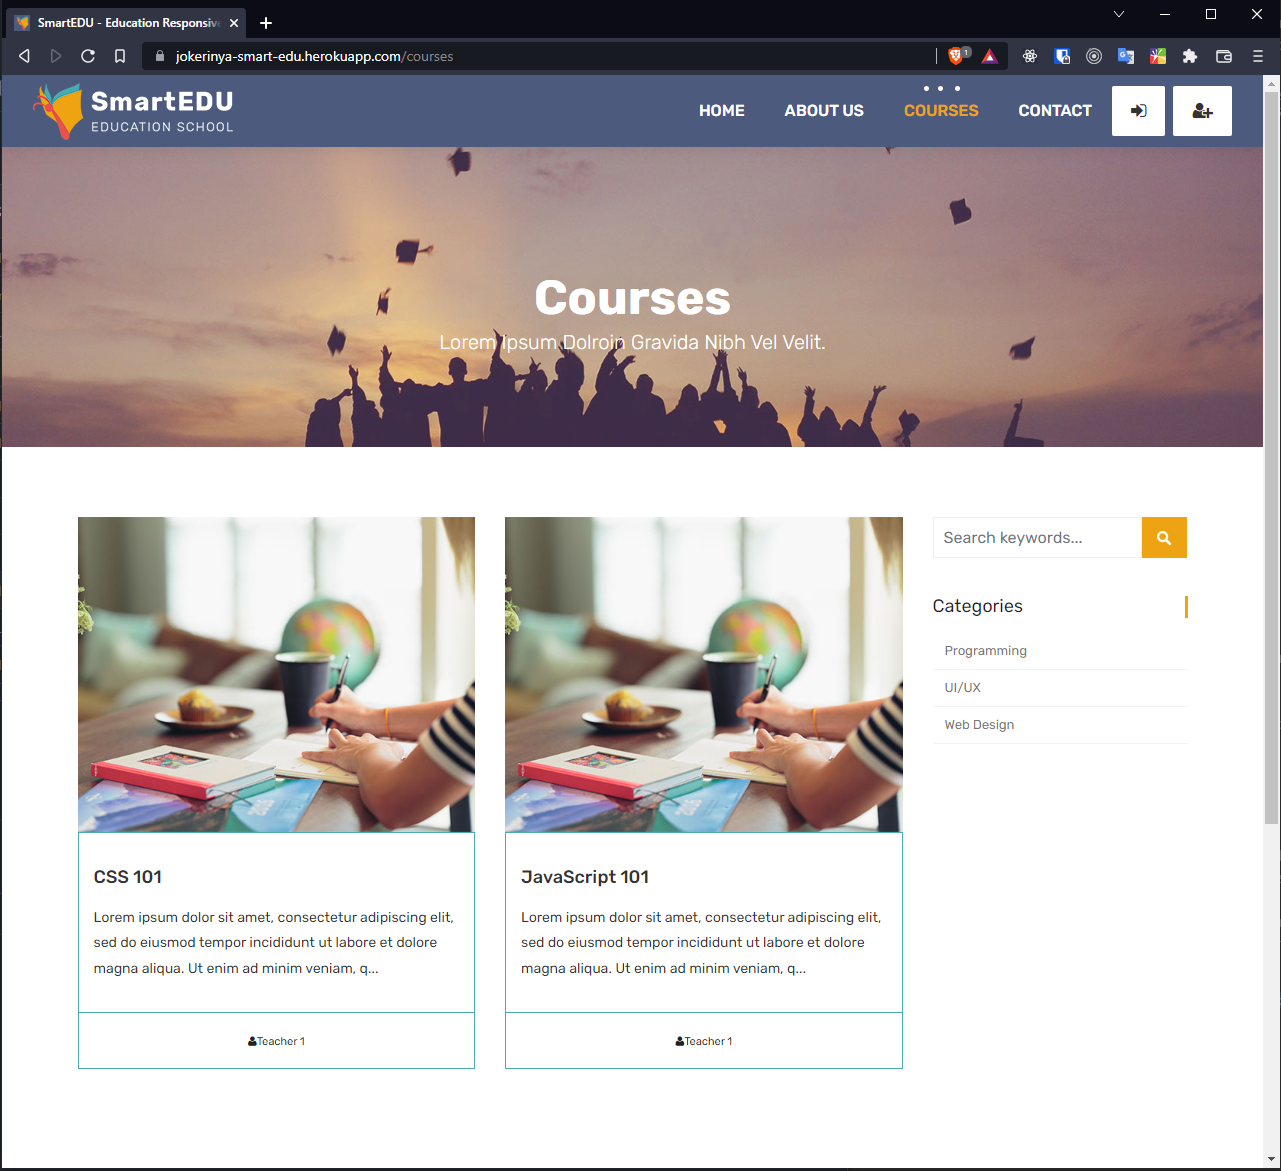 SmartEDU - Education Responsiv
jokerinya-smart-edu.herokuapp.com/courses
1
SmartEDU
EDUCATION SCHOOL
HOME
ABOUT US
COURSES
CONTACT
Courses
Lorem Ipsum Dolroin Gravida Nibh Vel Velit.
CSS 101
Lorem ipsum dolor sit amet, consectetur adipiscing elit,
sed do eiusmod tempor incididunt ut labore et dolore
magna aliqua. Ut enim ad minim veniam, q...
Teacher 1
JavaScript 101
Lorem ipsum dolor sit amet, consectetur adipiscing elit,
sed do eiusmod tempor incididunt ut labore et dolore
magna aliqua. Ut enim ad minim veniam, q...
Teacher 1
Search keywords...
Categories
Programming
UI/UX
Web Design